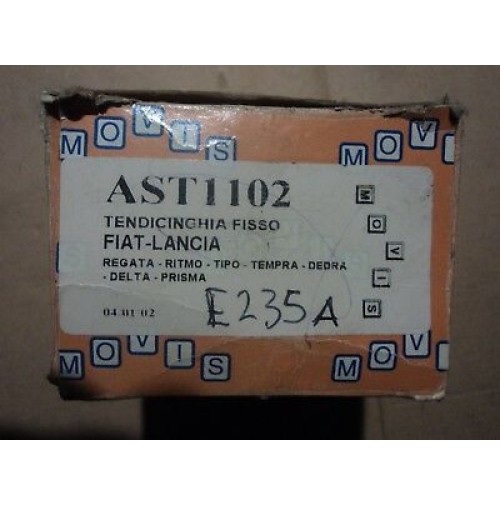 MOVIS MOVIS
AST1102
TENDICINGHIA FISSO
FIAT-LANCIA
REGATA - RITMO - TIPO - TEMPRA - DEDRA
- DELTA - PRISMA
04 01 02
E235A
MOVIS
MOVIS MO